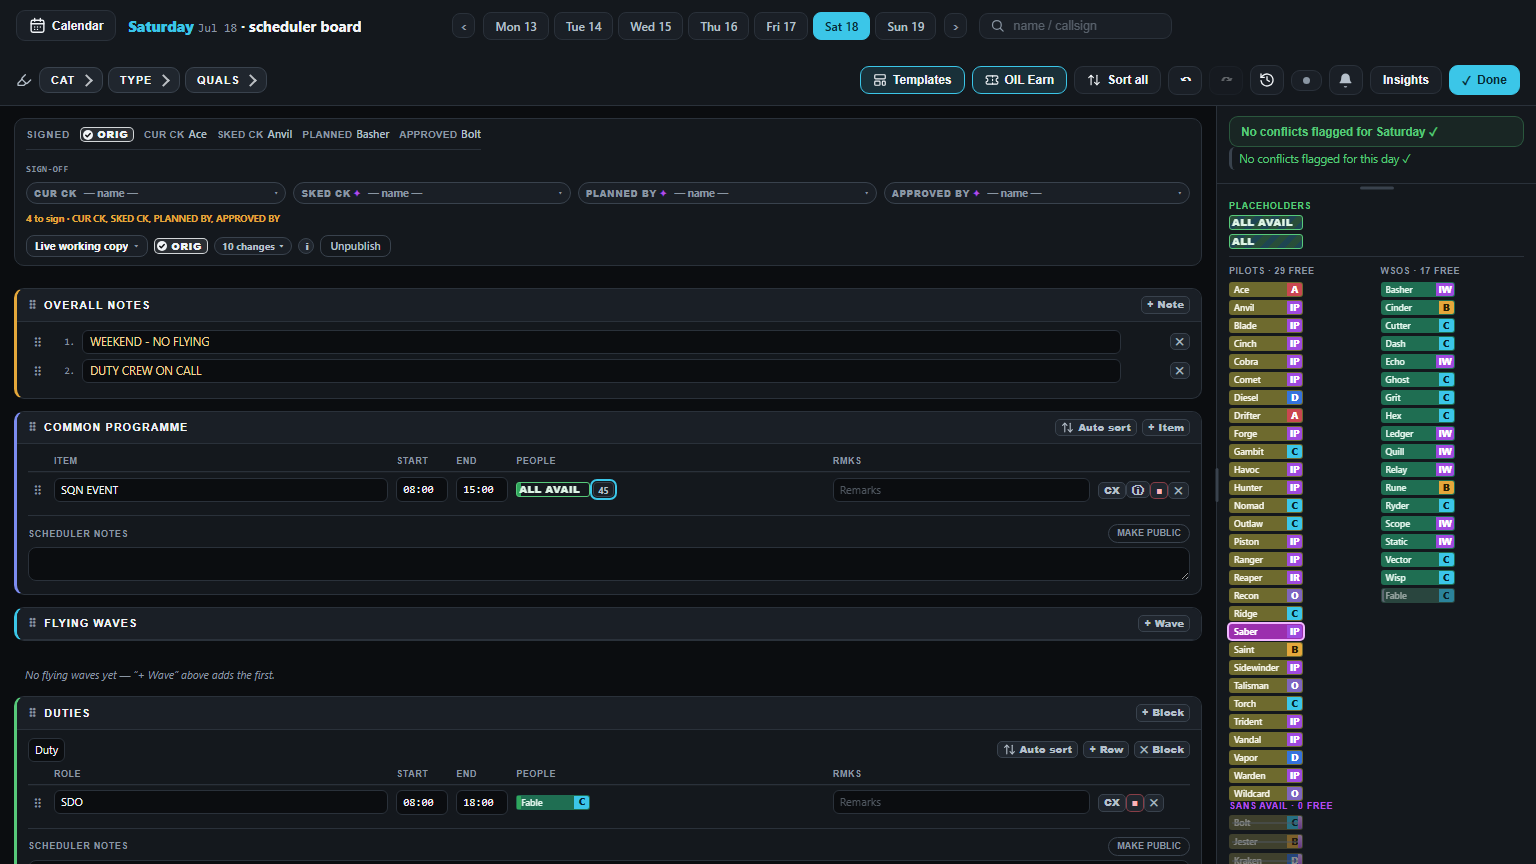 Calendar
Saturday Jul 18 · scheduler board
‹ Mon 13 Tue 14 Wed 15 Thu 16 Fri 17 Sat 18 Sun 19 ›
name / callsign
CAT TYPE QUALS
Templates OIL Earn Sort all Insights ✓ Done
SIGNED ORIG CUR CK Ace SKED CK Anvil PLANNED Basher APPROVED Bolt
SIGN-OFF
CUR CK — name — SKED CK ✦ — name — PLANNED BY ✦ — name — APPROVED BY ✦ — name —
4 to sign · CUR CK, SKED CK, PLANNED BY, APPROVED BY
Live working copy ORIG 10 changes i Unpublish
OVERALL NOTES + Note
1. WEEKEND - NO FLYING ✕
2. DUTY CREW ON CALL ✕
COMMON PROGRAMME Auto sort + Item
ITEM START END PEOPLE RMKS
SQN EVENT 08:00 15:00 ALL AVAIL 45 Remarks CX ✕
SCHEDULER NOTES MAKE PUBLIC
FLYING WAVES + Wave
No flying waves yet — "+ Wave" above adds the first.
DUTIES + Block
Duty Auto sort + Row ✕ Block
ROLE START END PEOPLE RMKS
SDO 08:00 18:00 Fable C Remarks CX ✕
SCHEDULER NOTES MAKE PUBLIC
No conflicts flagged for Saturday ✓
No conflicts flagged for this day ✓
PLACEHOLDERS
ALL AVAIL
ALL
PILOTS · 29 FREE
Ace A
Anvil IP
Blade IP
Cinch IP
Cobra IP
Comet IP
Diesel D
Drifter A
Forge IP
Gambit C
Havoc IP
Hunter IP
Nomad C
Outlaw C
Piston IP
Ranger IP
Reaper IR
Recon O
Ridge C
Saber IP
Saint B
Sidewinder IP
Talisman O
Torch C
Trident IP
Vandal IP
Vapor D
Warden IP
Wildcard O
SANS AVAIL · 0 FREE
Bolt C
Jester B
Kraken D
WSOS · 17 FREE
Basher IW
Cinder B
Cutter C
Dash C
Echo IW
Ghost C
Grit C
Hex C
Ledger IW
Quill IW
Relay IW
Rune B
Ryder C
Scope IW
Static IW
Vector C
Wisp C
Fable C